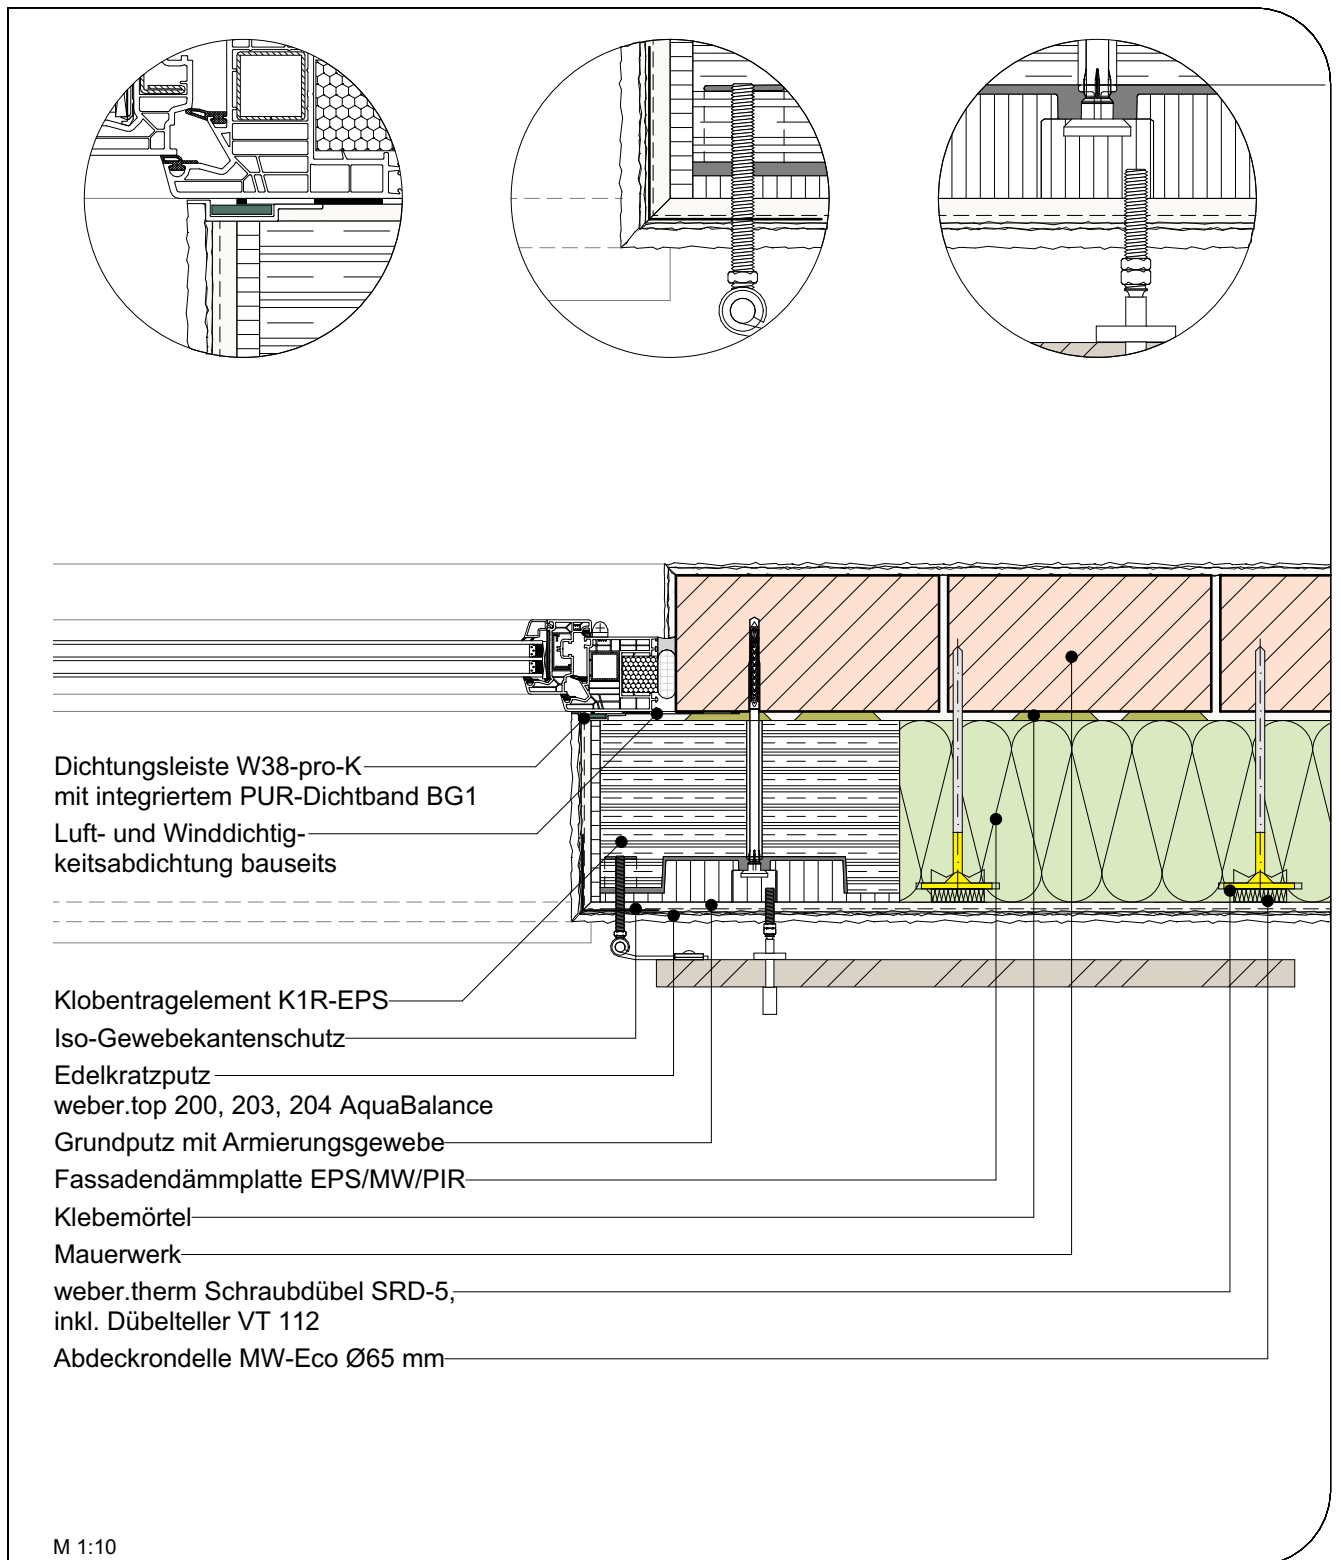 Dichtungsleiste W38-pro-K
mit integriertem PUR-Dichtband BG1
Luft- und Winddichtig-
keitsabdichtung bauseits
Klobentragelement K1R-EPS
Iso-Gewebekantenschutz
Edelkratzputz
weber.top 200, 203, 204 AquaBalance
Grundputz mit Armierungsgewebe
Fassadendämmplatte EPS/MW/PIR
Klebemörtel
Mauerwerk
weber.therm Schraubdübel SRD-5,
inkl. Dübelteller VT 112
Abdeckrondelle MW-Eco Ø65 mm
M 1:10